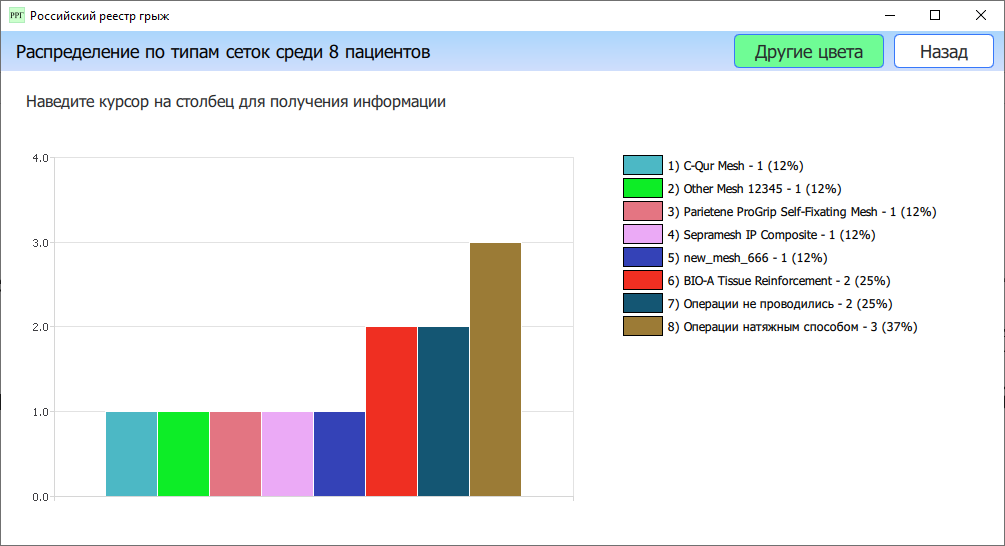 РРГ Российский реестр грыж
Распределение по типам сеток среди 8 пациентов
Другие цвета
Назад
Наведите курсор на столбец для получения информации
4.0
3.0
2.0
1.0
0.0
1) C-Qur Mesh - 1 (12%)
2) Other Mesh 12345 - 1 (12%)
3) Parietene ProGrip Self-Fixating Mesh - 1 (12%)
4) Sepramesh IP Composite - 1 (12%)
5) new_mesh_666 - 1 (12%)
6) BIO-A Tissue Reinforcement - 2 (25%)
7) Операции не проводились - 2 (25%)
8) Операции натяжным способом - 3 (37%)